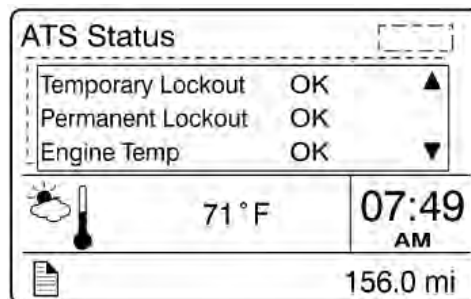 ATS Status
Temporary Lockout OK
Permanent Lockout OK
Engine Temp OK
71°F
07:49
AM
156.0 mi